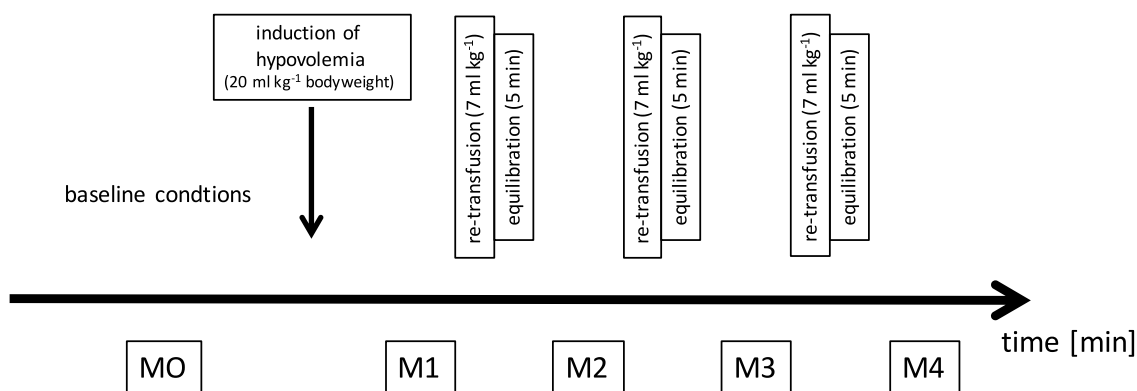 induction of
hypovolemia
(20 ml kg⁻¹ bodyweight)
re-transfusion (7 ml kg⁻¹)
equilibration (5 min)
re-transfusion (7 ml kg⁻¹)
equilibration (5 min)
re-transfusion (7 ml kg⁻¹)
equilibration (5 min)
baseline condtions
time [min]
MO
M1
M2
M3
M4